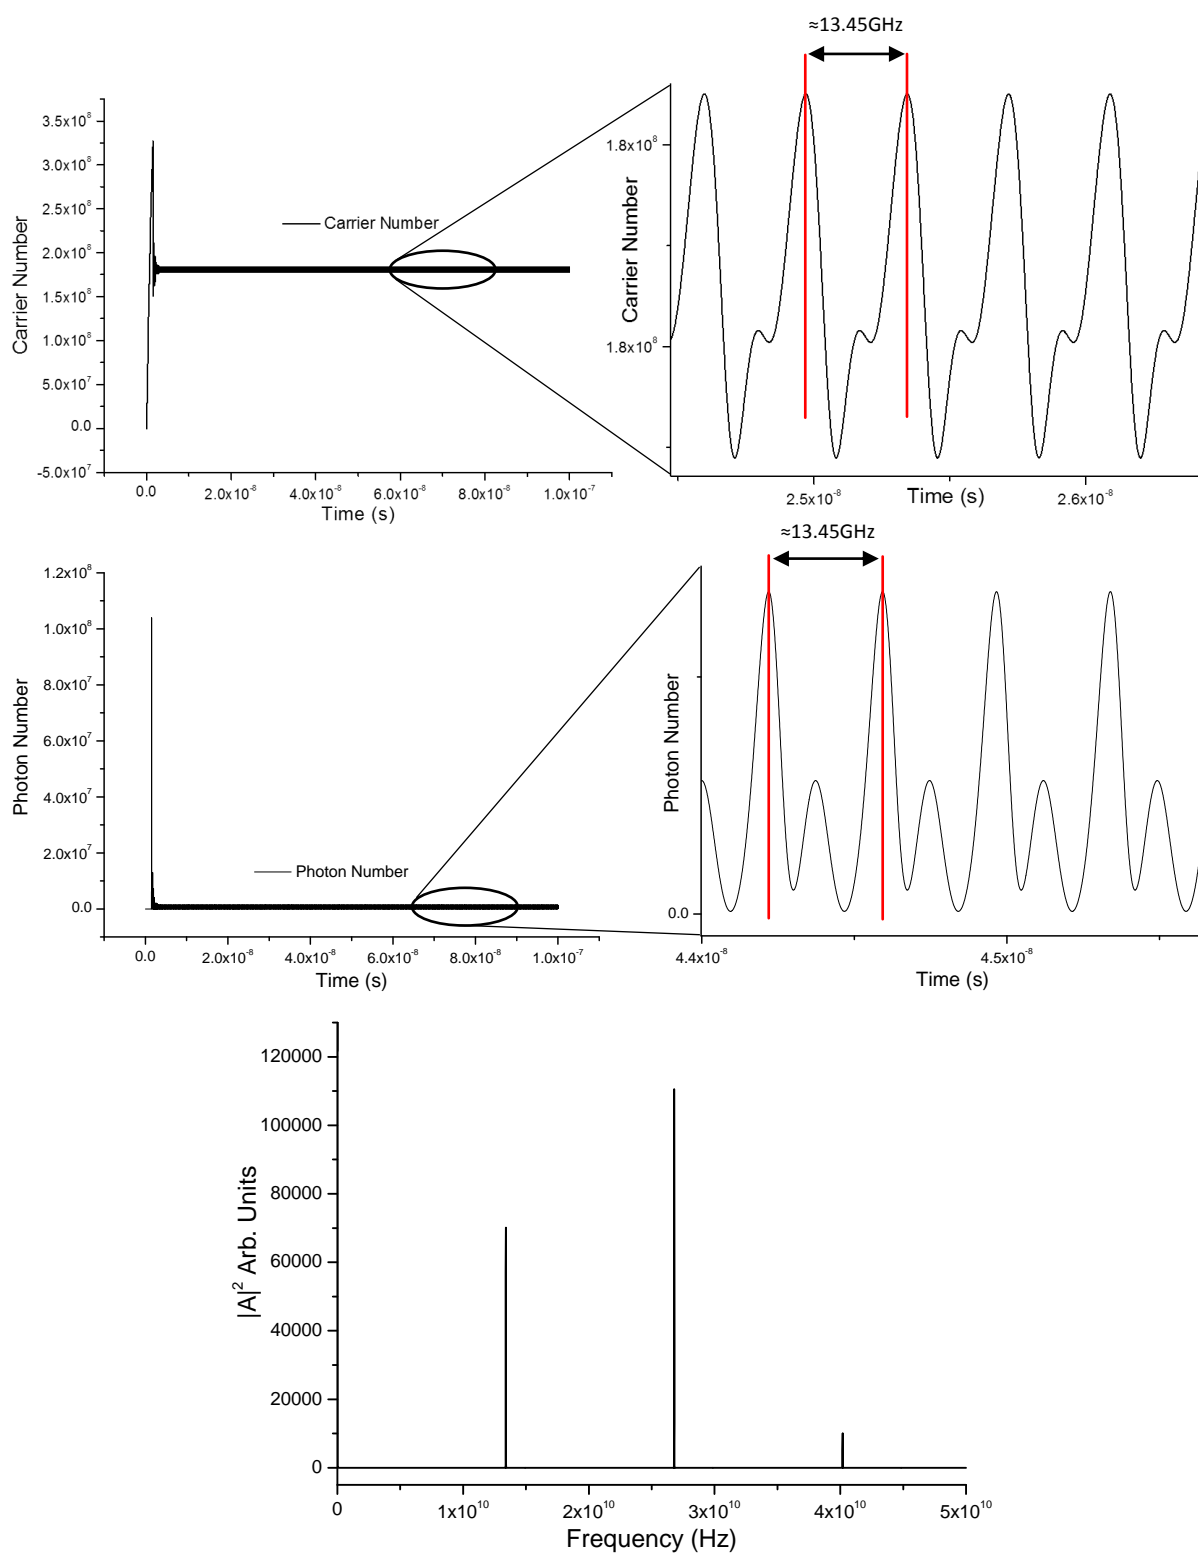 ≈13.45GHz
3.5x10⁸
3.0x10⁸
2.5x10⁸
2.0x10⁸
1.5x10⁸
1.0x10⁸
5.0x10⁷
0.0
-5.0x10⁷
Carrier Number
Carrier Number
0.0
2.0x10⁻⁸
4.0x10⁻⁸
6.0x10⁻⁸
8.0x10⁻⁸
1.0x10⁻⁷
Time (s)
1.8x10⁸
1.8x10⁸
Carrier Number
2.5x10⁻⁸
2.6x10⁻⁸
Time (s)
≈13.45GHz
1.2x10⁸
1.0x10⁸
8.0x10⁷
6.0x10⁷
4.0x10⁷
2.0x10⁷
0.0
Photon Number
Photon Number
0.0
2.0x10⁻⁸
4.0x10⁻⁸
6.0x10⁻⁸
8.0x10⁻⁸
1.0x10⁻⁷
Time (s)
Photon Number
0.0
4.4x10⁻⁸
4.5x10⁻⁸
Time (s)
120000
100000
80000
60000
40000
20000
0
|A|² Arb. Units
0
1x10¹⁰
2x10¹⁰
3x10¹⁰
4x10¹⁰
5x10¹⁰
Frequency (Hz)